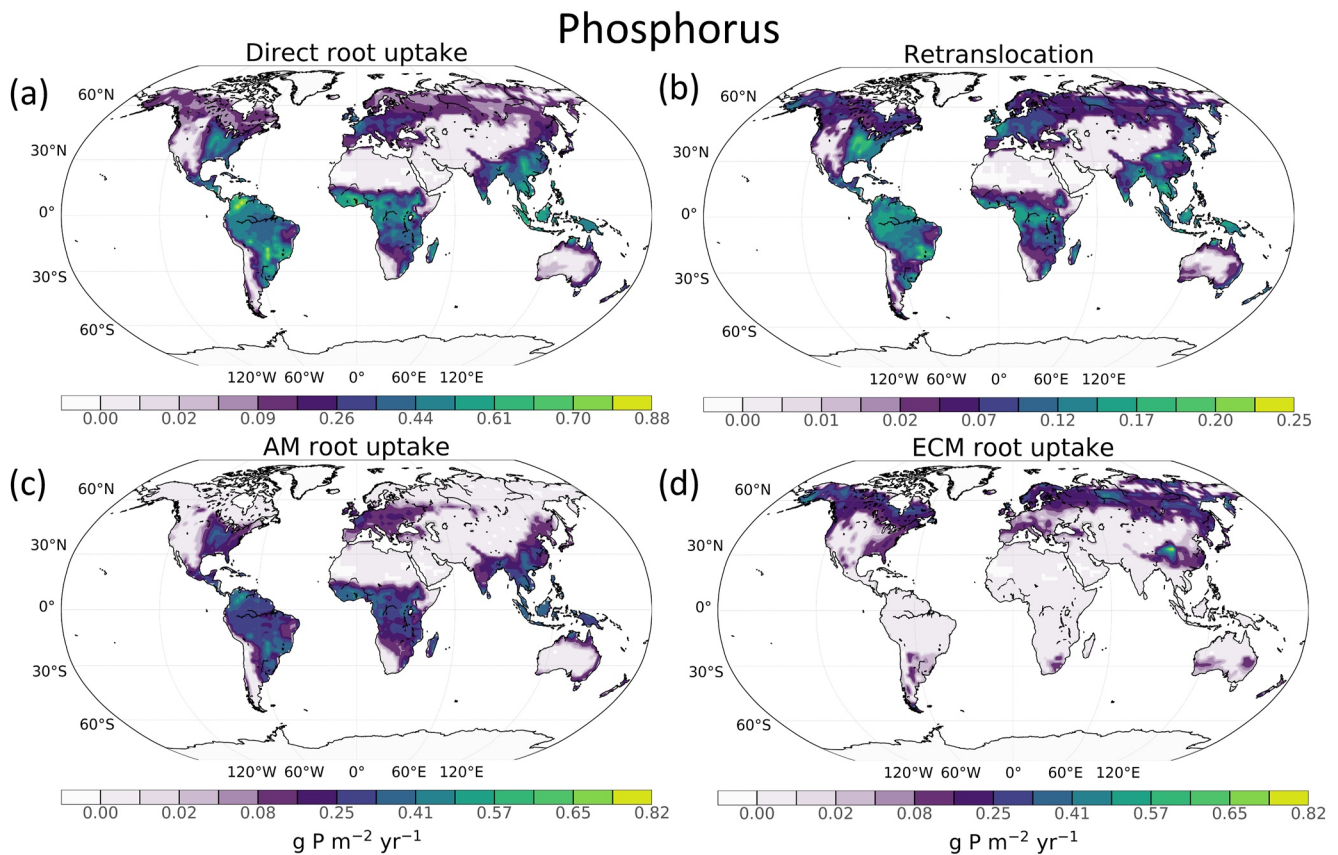 Phosphorus
Direct root uptake
Retranslocation
(a)
60°N
30°N
0°
30°S
60°S
120°W 60°W 0° 60°E 120°E
0.00 0.02 0.09 0.26 0.44 0.61 0.70 0.88
(b)
60°N
30°N
0°
30°S
60°S
120°W 60°W 0° 60°E 120°E
0.00 0.01 0.02 0.07 0.12 0.17 0.20 0.25
AM root uptake
ECM root uptake
(c)
60°N
30°N
0°
30°S
60°S
120°W 60°W 0° 60°E 120°E
0.00 0.02 0.08 0.25 0.41 0.57 0.65 0.82
g P m⁻² yr⁻¹
(d)
60°N
30°N
0°
30°S
60°S
120°W 60°W 0° 60°E 120°E
0.00 0.02 0.08 0.25 0.41 0.57 0.65 0.82
g P m⁻² yr⁻¹